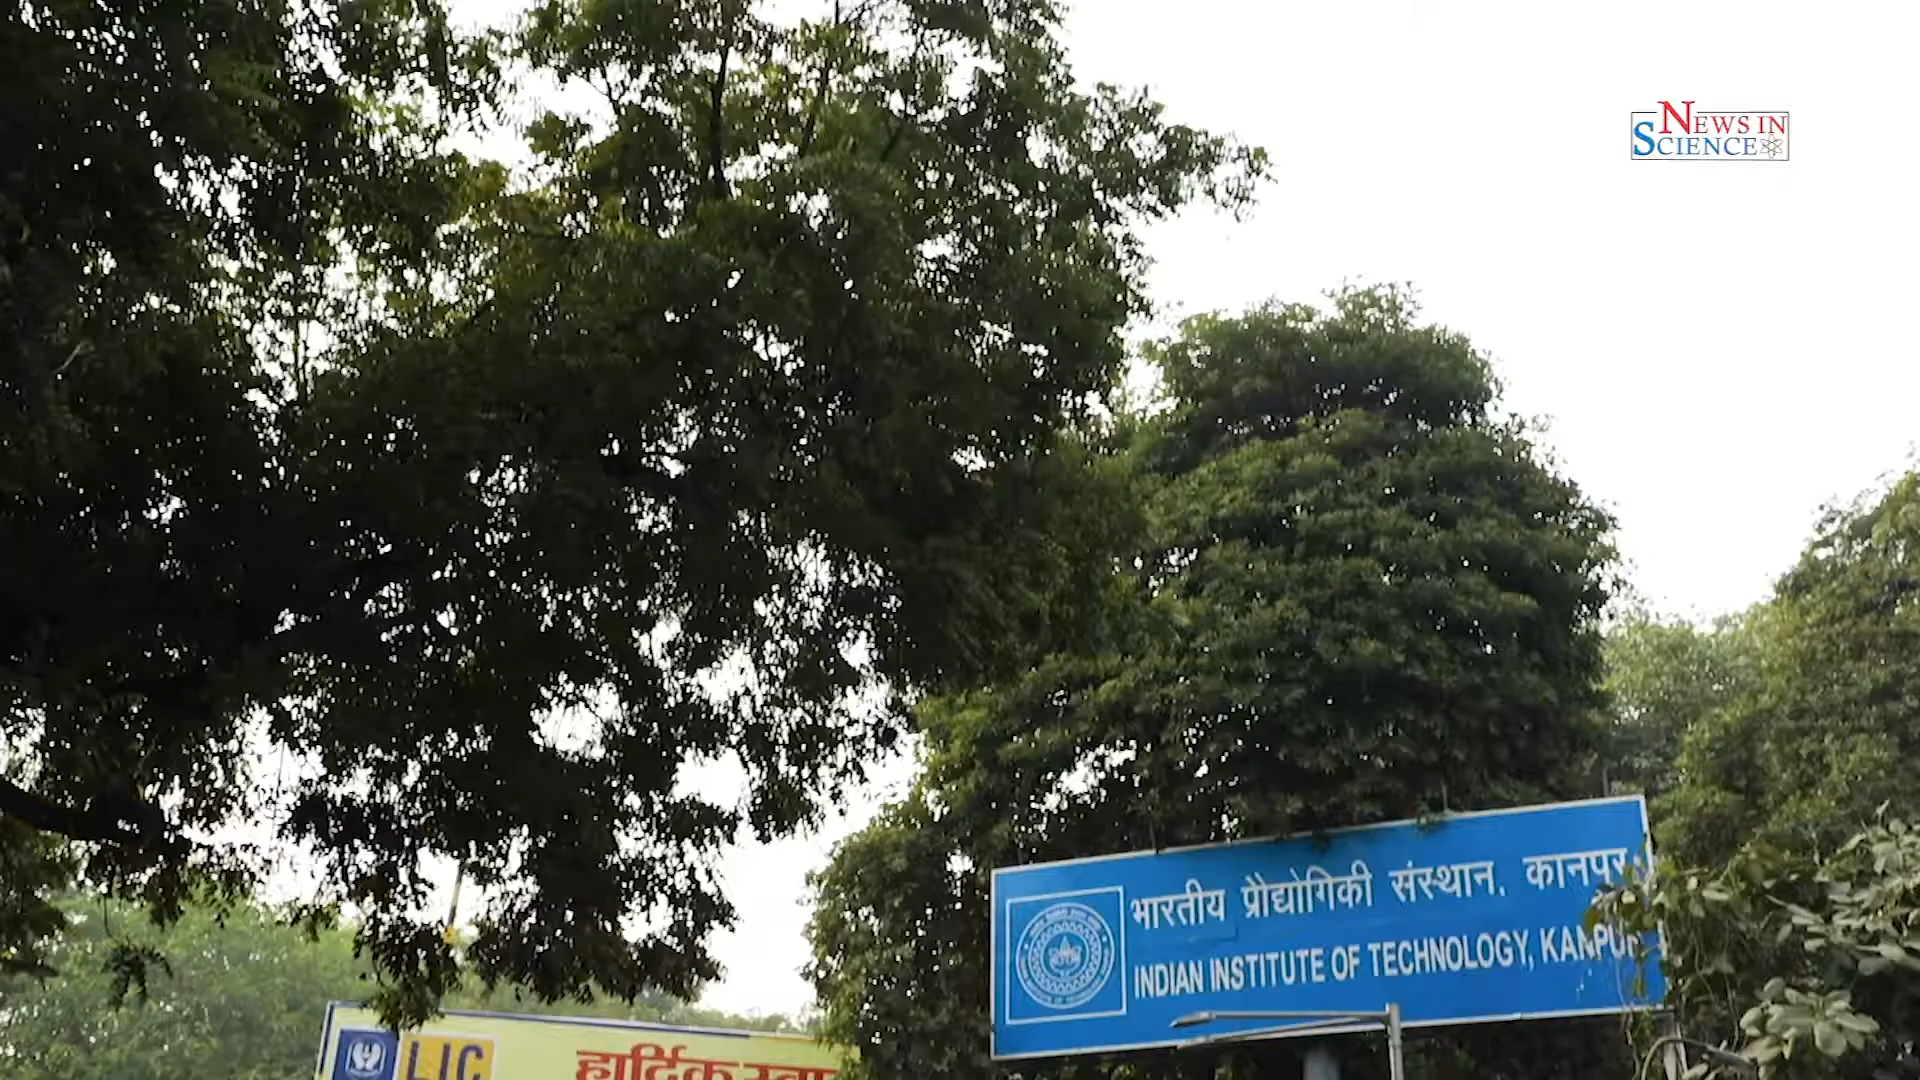 NEWS IN
SCIENCE
भारतीय प्रौद्योगिकी संस्थान, कानपुर
INDIAN INSTITUTE OF TECHNOLOGY, KANPUR
LIC
हार्दिक